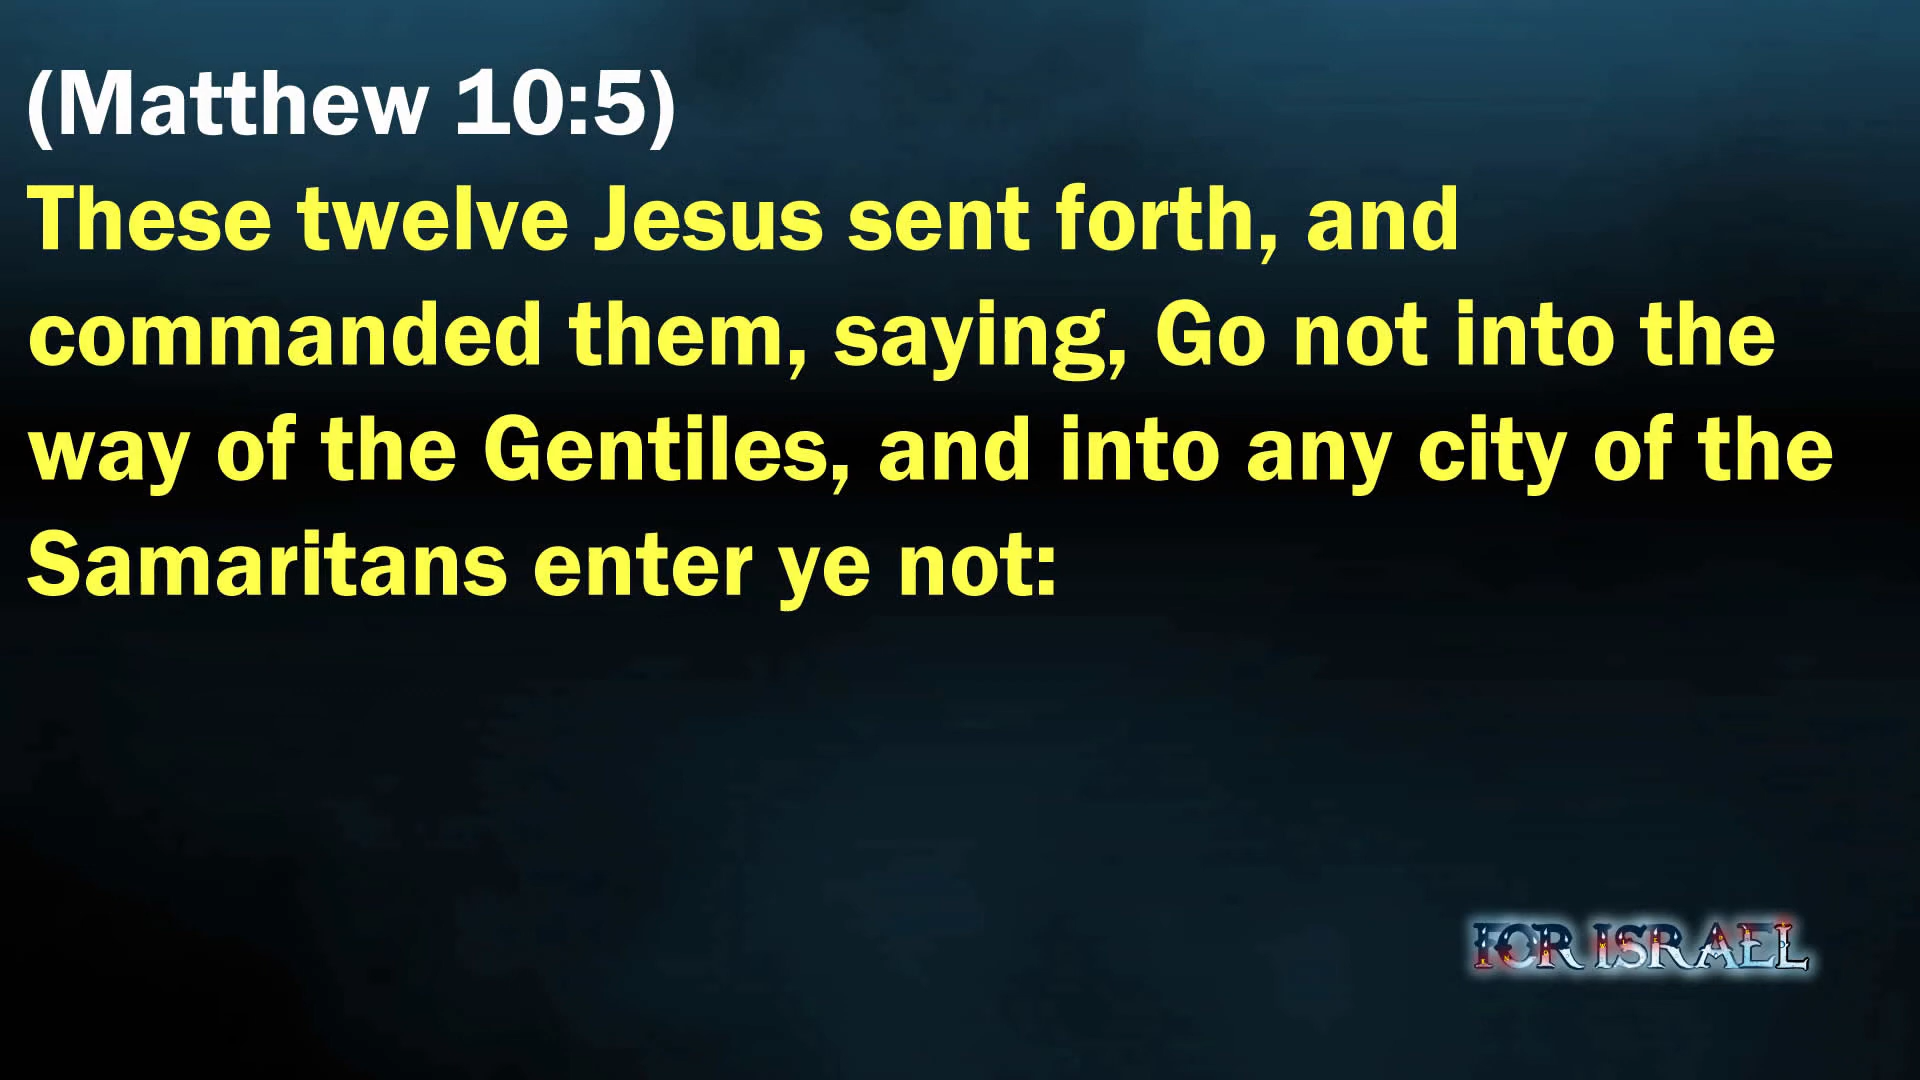 (Matthew 10:5)
These twelve Jesus sent forth, and
commanded them, saying, Go not into the
way of the Gentiles, and into any city of the
Samaritans enter ye not:
FOR ISRAEL